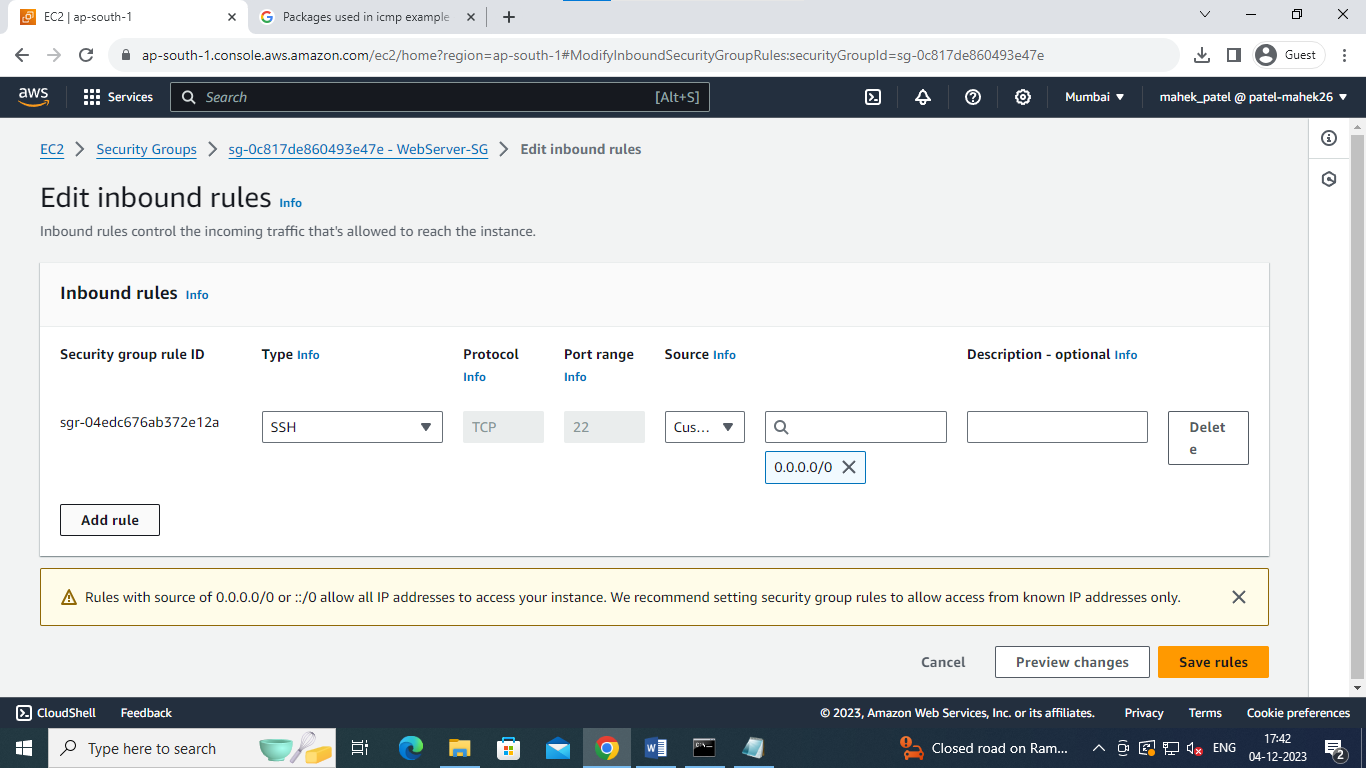 EC2 | ap-south-1
Packages used in icmp example
ap-south-1.console.aws.amazon.com/ec2/home?region=ap-south-1#ModifyInboundSecurityGroupRules:securityGroupId=sg-0c817de860493e47e
Guest
aws
Services
Search
[Alt+S]
Mumbai
mahek_patel @ patel-mahek26
EC2
Security Groups
sg-0c817de860493e47e - WebServer-SG
Edit inbound rules
Edit inbound rules Info
Inbound rules control the incoming traffic that's allowed to reach the instance.
Inbound rules Info
Security group rule ID
Type Info
Protocol
Info
Port range
Info
Source Info
Description - optional Info
sgr-04edc676ab372e12a
SSH
TCP
22
Cus...
0.0.0.0/0
Delet
e
Add rule
Rules with source of 0.0.0.0/0 or ::/0 allow all IP addresses to access your instance. We recommend setting security group rules to allow access from known IP addresses only.
Cancel
Preview changes
Save rules
CloudShell
Feedback
© 2023, Amazon Web Services, Inc. or its affiliates.
Privacy
Terms
Cookie preferences
Type here to search
Closed road on Ram...
ENG
17:42
04-12-2023
2